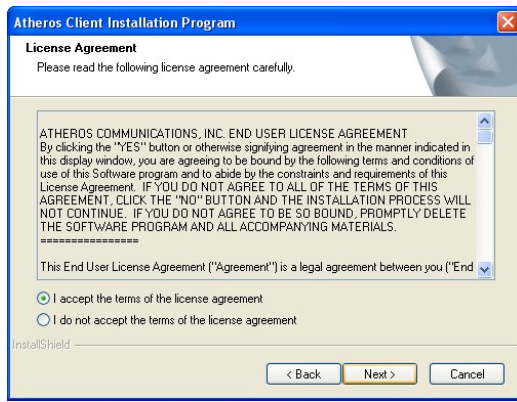 Atheros Client Installation Program
License Agreement
Please read the following license agreement carefully.
ATHEROS COMMUNICATIONS, INC. END USER LICENSE AGREEMENT
By clicking the "YES" button or otherwise signifying agreement in the manner indicated in
this display window, you are agreeing to be bound by the following terms and conditions of
use of this Software program and to abide by the constraints and requirements of this
License Agreement. IF YOU DO NOT AGREE TO ALL OF THE TERMS OF THIS
AGREEMENT, CLICK THE "NO" BUTTON AND THE INSTALLATION PROCESS WILL
NOT CONTINUE. IF YOU DO NOT AGREE TO BE SO BOUND, PROMPTLY DELETE
THE SOFTWARE PROGRAM AND ALL ACCOMPANYING MATERIALS.
================
This End User License Agreement ("Agreement") is a legal agreement between you ("End
I accept the terms of the license agreement
I do not accept the terms of the license agreement
InstallShield
< Back
Next >
Cancel